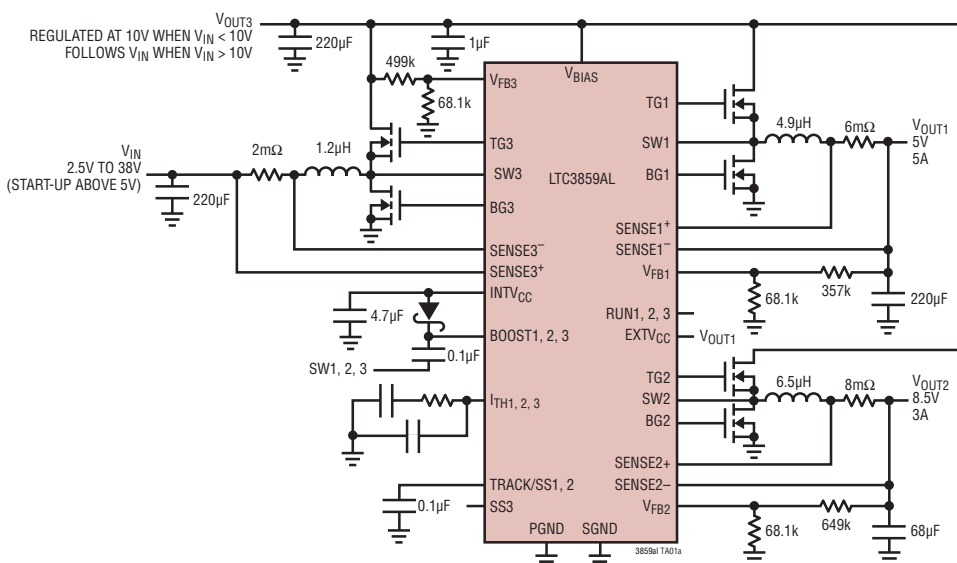 VOUT3
REGULATED AT 10V WHEN VIN < 10V
FOLLOWS VIN WHEN VIN > 10V
220µF
1µF
499k
68.1k
VFB3
VBIAS
TG1
4.9µH
6mΩ
VOUT1
5V
5A
VIN
2.5V TO 38V
(START-UP ABOVE 5V)
2mΩ
1.2µH
220µF
TG3
SW3
BG3
LTC3859AL
SW1
BG1
SENSE1+
SENSE3–
SENSE3+
SENSE1–
VFB1
357k
68.1k
220µF
INTVCC
4.7µF
BOOST1, 2, 3
0.1µF
SW1, 2, 3
RUN1, 2, 3
EXTVCC
VOUT1
TG2
6.5µH
8mΩ
VOUT2
8.5V
3A
ITH1, 2, 3
SW2
BG2
SENSE2+
TRACK/SS1, 2
SENSE2–
0.1µF
SS3
VFB2
649k
68.1k
68µF
PGND
SGND
3859al TA01a